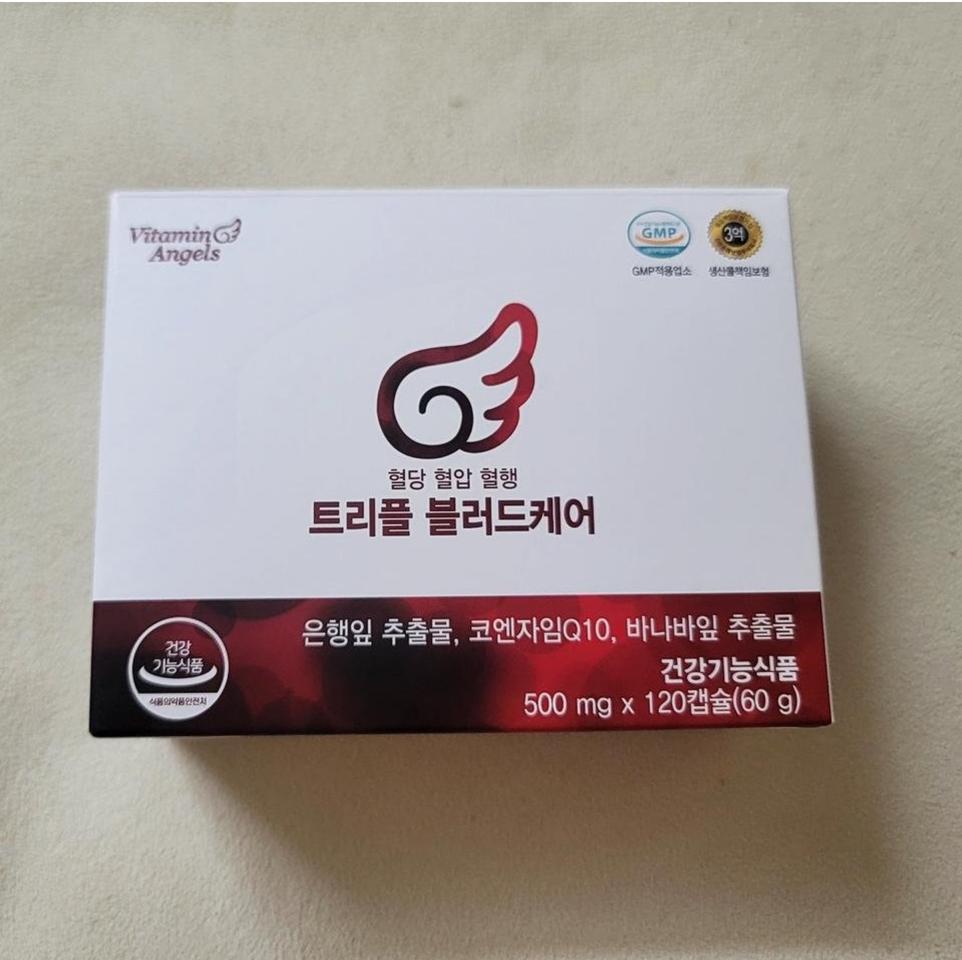 Vitamin
Angels
GMP
GMP적용업소
3억
생산물책임보험
혈당 혈압 혈행
트리플 블러드케어
은행잎 추출물, 코엔자임Q10, 바나바잎 추출물
건강
기능식품
식품의약품안전처
건강기능식품
500 mg x 120캡슐(60 g)